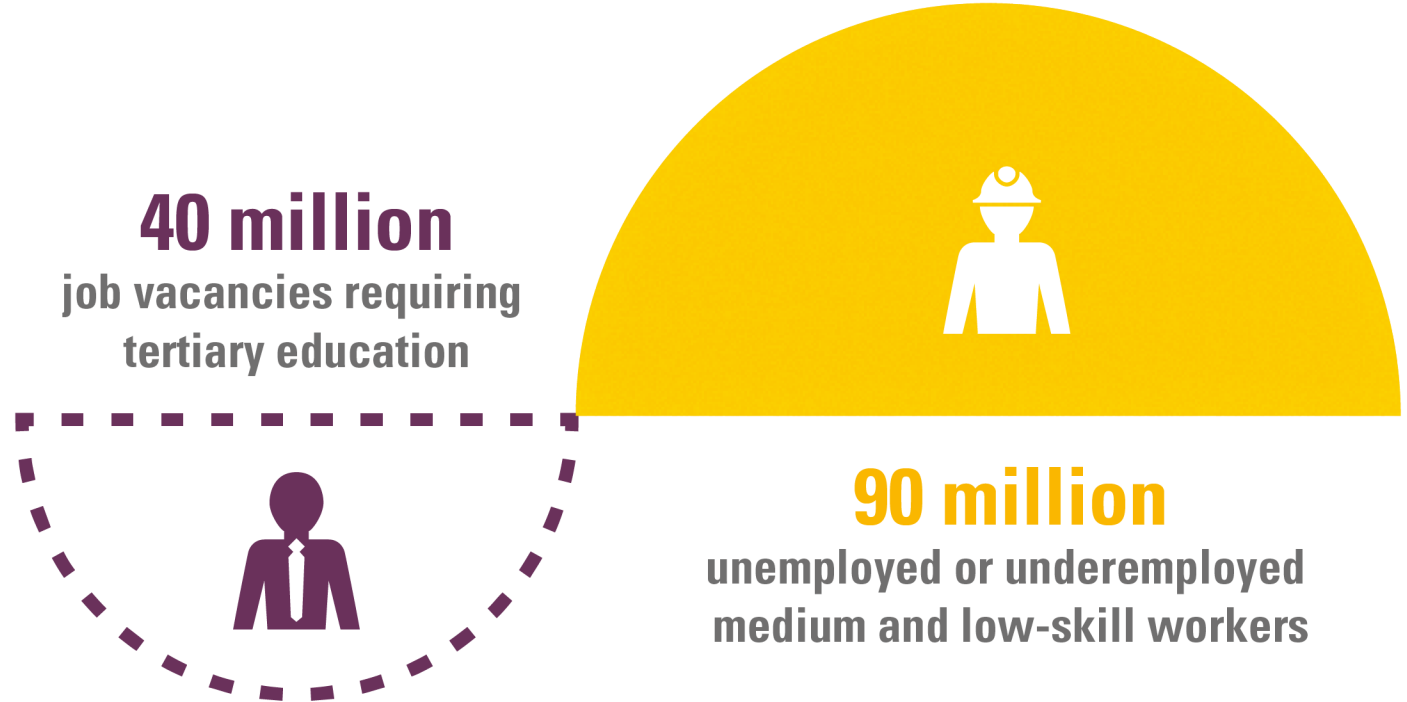 40 million
job vacancies requiring
tertiary education
90 million
unemployed or underemployed
medium and low-skill workers